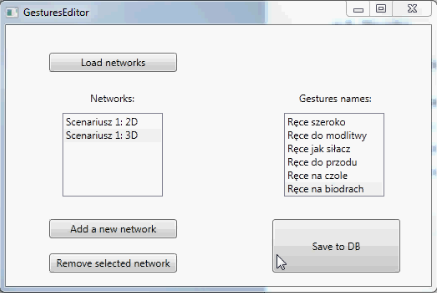 GesturesEditor
Load networks
Networks:
Scenariusz 1: 2D
Scenariusz 1: 3D
Gestures names:
Ręce szeroko
Ręce do modlitwy
Ręce jak siłacz
Ręce do przodu
Ręce na czole
Ręce na biodrach
Add a new network
Remove selected network
Save to DB